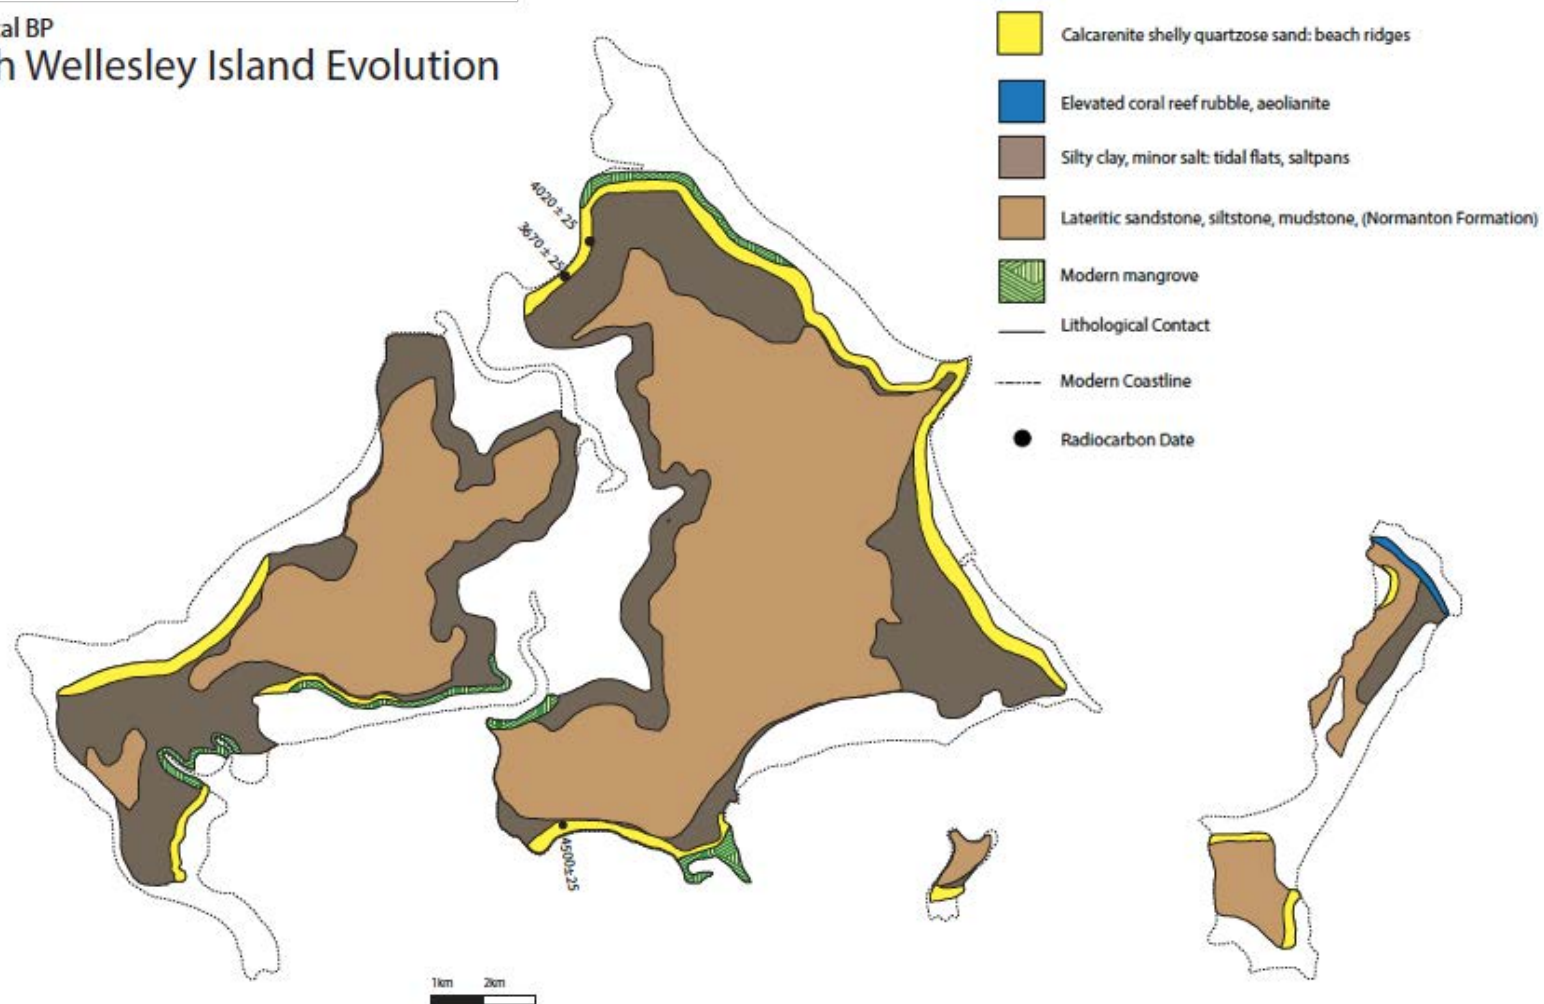 cal BP
h Wellesley Island Evolution
Calcarenite shelly quartzose sand: beach ridges
Elevated coral reef rubble, aeolianite
Silty clay, minor salt: tidal flats, saltpans
Lateritic sandstone, siltstone, mudstone, (Normanton Formation)
Modern mangrove
Lithological Contact
Modern Coastline
Radiocarbon Date
4020 ± 25
3670 ± 25
4500±25
1km 2km